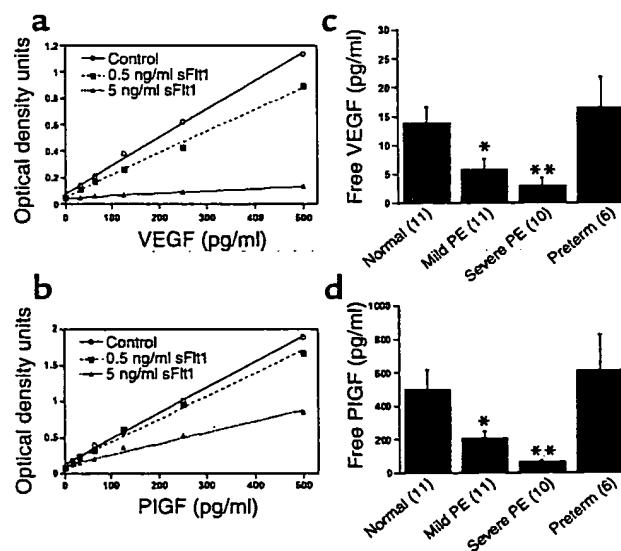 a
Optical density units
1.2
1
0.8
0.6
0.4
0.2
0
Control
0.5 ng/ml sFlt1
5 ng/ml sFlt1
0 100 200 300 400 500
VEGF (pg/ml)
b
Optical density units
2
1.5
1
0.5
0
Control
0.5 ng/ml sFlt1
5 ng/ml sFlt1
0 100 200 300 400 500
PIGF (pg/ml)
c
Free VEGF (pg/ml)
30
25
20
15
10
5
0
*
**
Normal (11)
Mild PE (11)
Severe PE (10)
Preterm (6)
d
Free PIGF (pg/ml)
1000
800
600
400
200
0
*
**
Normal (11)
Mild PE (11)
Severe PE (10)
Preterm (6)